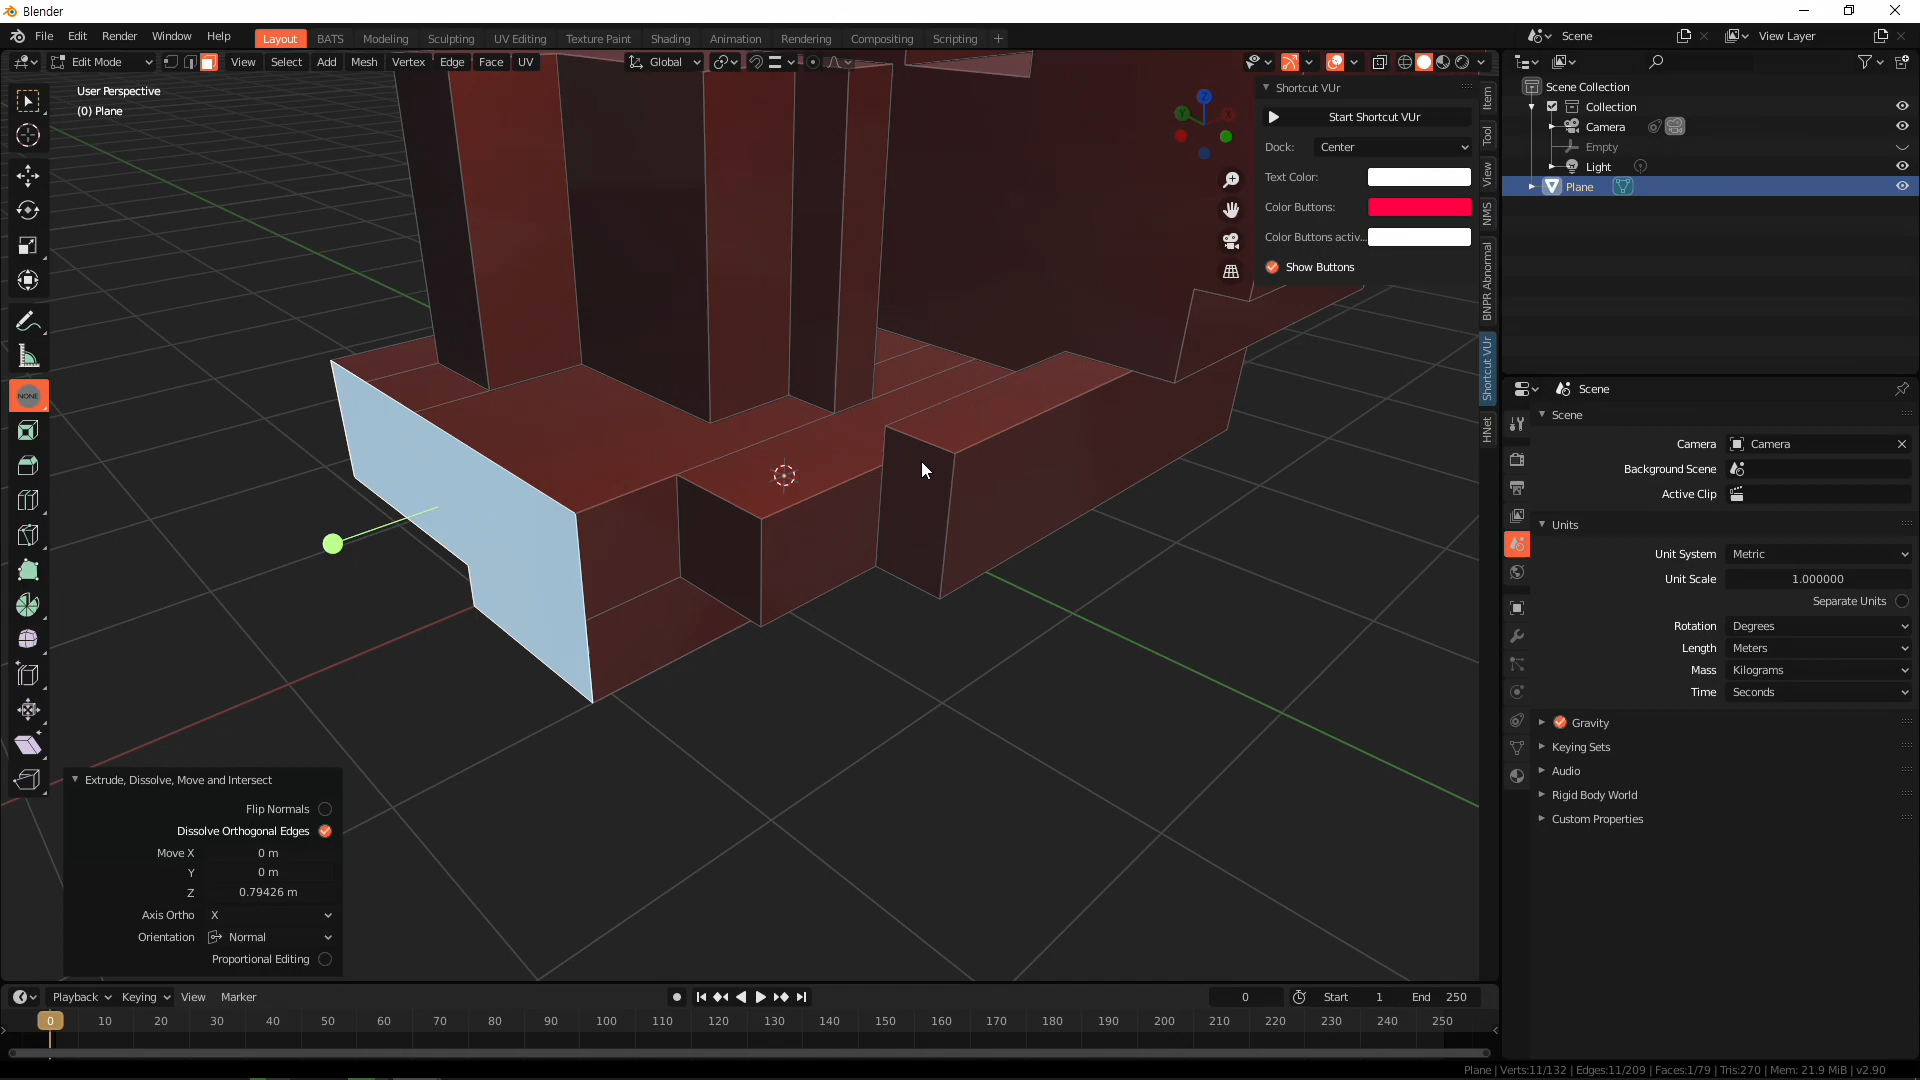 Blender
File Edit Render Window Help Layout BATS Modeling Sculpting UV Editing Texture Paint Shading Animation Rendering Compositing Scripting + Scene View Layer
Edit Mode View Select Add Mesh Vertex Edge Face UV Global
User Perspective
(0) Plane
Z
Y
Shortcut VUr
Start Shortcut VUr
Dock: Center
Text Color:
Color Buttons:
Color Buttons activ...
Show Buttons
Item
Tool
View
NMS
BNPR Abnormal
Shortcut VUr
HNet
NONE
Scene Collection
Collection
Camera
Empty
Light
Plane
Scene
Scene
Camera Camera
Background Scene
Active Clip
Units
Unit System Metric
Unit Scale 1.000000
Separate Units
Rotation Degrees
Length Meters
Mass Kilograms
Time Seconds
Gravity
Keying Sets
Audio
Rigid Body World
Custom Properties
Extrude, Dissolve, Move and Intersect
Flip Normals
Dissolve Orthogonal Edges
Move X 0 m
Y 0 m
Z 0.79426 m
Axis Ortho X
Orientation Normal
Proportional Editing
Playback Keying View Marker 0 Start 1 End 250
0 10 20 30 40 50 60 70 80 90 100 110 120 130 140 150 160 170 180 190 200 210 220 230 240 250
Plane | Verts:11/132 | Edges:11/209 | Faces:1/79 | Tris:270 | Mem: 21.9 MiB | v2.90